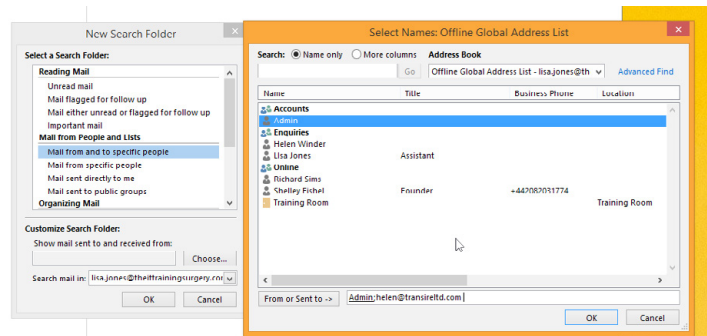 New Search Folder
Select a Search Folder:
Reading Mail
Unread mail
Mail flagged for follow up
Mail either unread or flagged for follow up
Important mail
Mail from People and Lists
Mail from and to specific people
Mail from specific people
Mail sent directly to me
Mail sent to public groups
Organizing Mail
Customize Search Folder:
Show mail sent to and received from:
Choose...
Search mail in: lisa.jones@theittrainingsurgery.cor
OK Cancel
Select Names: Offline Global Address List
Search: Name only More columns Address Book
Go Offline Global Address List - lisa.jones@th Advanced Find
Name Title Business Phone Location
Accounts
Admin
Enquiries
Helen Winder
Lisa Jones Assistant
Online
Richard Sims
Shelley Fishel Founder +442082031774
Training Room Training Room
From or Sent to -> Admin;helen@transireltd.com
OK Cancel